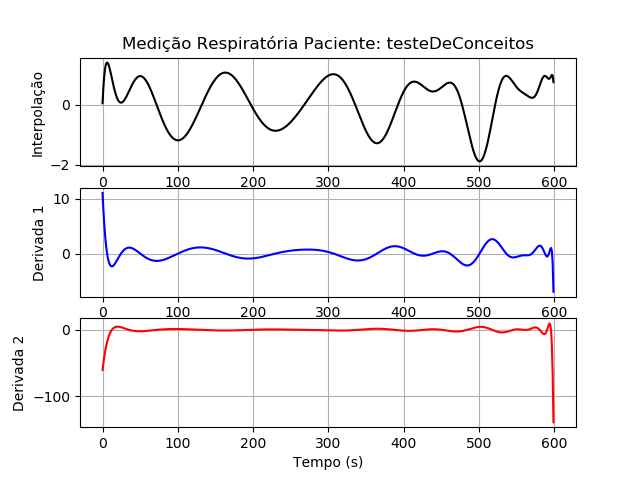 Medição Respiratória Paciente: testeDeConceitos
Interpolação
0
−2
0 100 200 300 400 500 600
Derivada 1
10
0
0 100 200 300 400 500 600
Derivada 2
0
−100
0 100 200 300 400 500 600
Tempo (s)